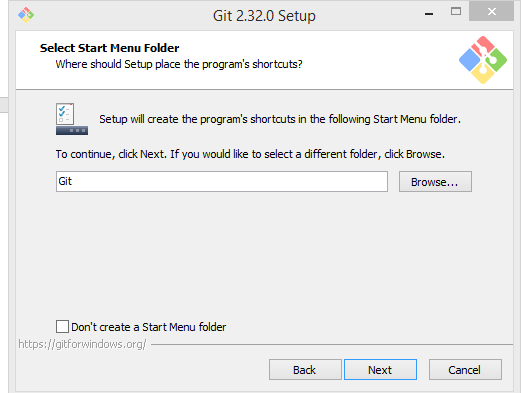 Git 2.32.0 Setup
Select Start Menu Folder
Where should Setup place the program's shortcuts?
Setup will create the program's shortcuts in the following Start Menu folder.
To continue, click Next. If you would like to select a different folder, click Browse.
Git
Browse...
Don't create a Start Menu folder
https://gitforwindows.org/
Back
Next
Cancel